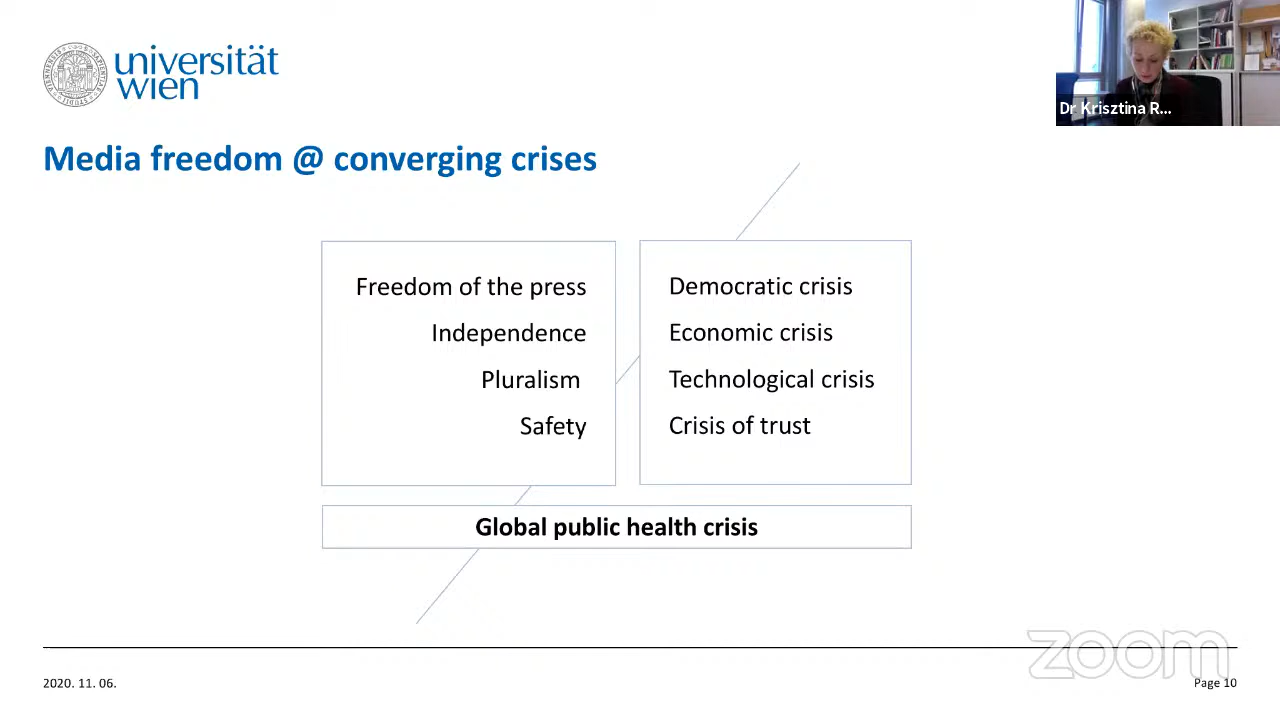 universität
wien
Dr Krisztina R...
Media freedom @ converging crises
Freedom of the press
Independence
Pluralism
Safety
Democratic crisis
Economic crisis
Technological crisis
Crisis of trust
Global public health crisis
zoom
2020. 11. 06.
Page 10